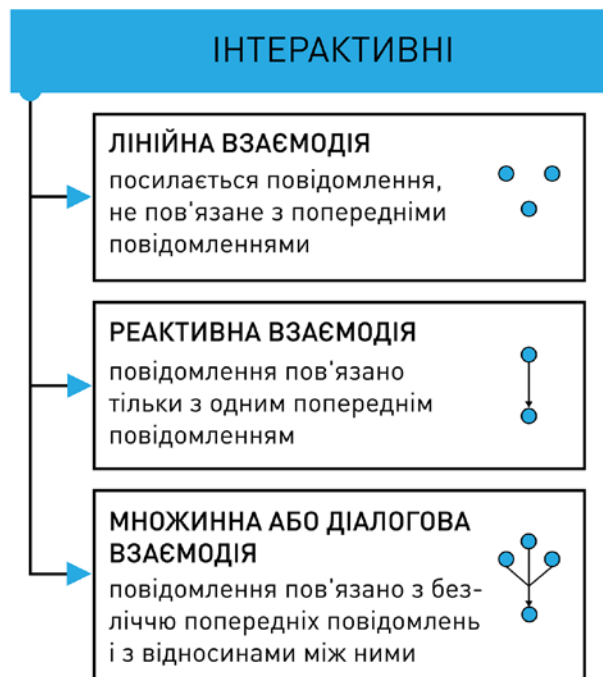 ІНТЕРАКТИВНІ
ЛІНІЙНА ВЗАЄМОДІЯ
посилається повідомлення,
не пов'язане з попередніми
повідомленнями
РЕАКТИВНА ВЗАЄМОДІЯ
повідомлення пов'язано
тільки з одним попереднім
повідомленням
МНОЖИННА АБО ДІАЛОГОВА
ВЗАЄМОДІЯ
повідомлення пов'язано з без-
ліччю попередніх повідомлень
і з відносинами між ними